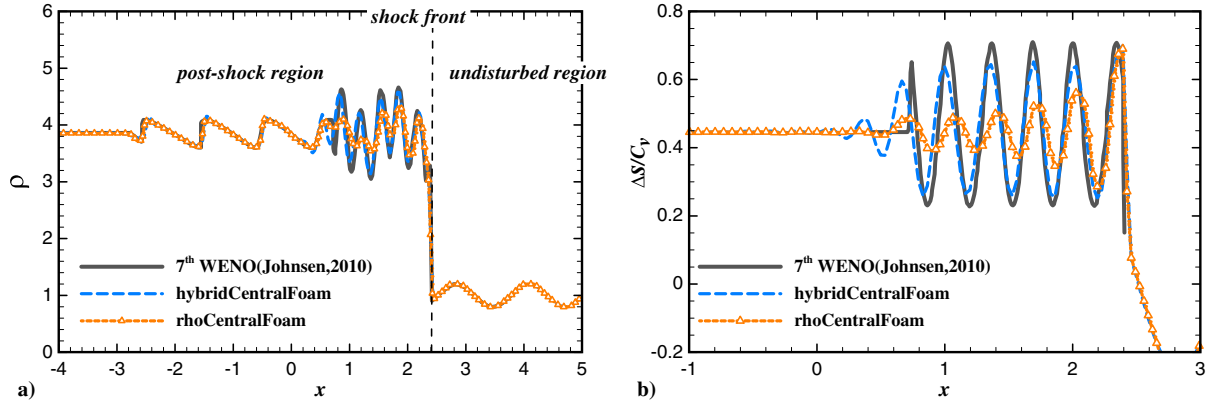 shock front
post-shock region
undisturbed region
6
5
4
3
2
1
0
ρ
7th WENO(Johnsen,2010)
hybridCentralFoam
rhoCentralFoam
-4 -3 -2 -1 0 1 2 3 4 5
x
a)
0.8
0.6
0.4
0.2
0
-0.2
Δs/Cv
7th WENO(Johnsen,2010)
hybridCentralFoam
rhoCentralFoam
-1 0 1 2 3
x
b)